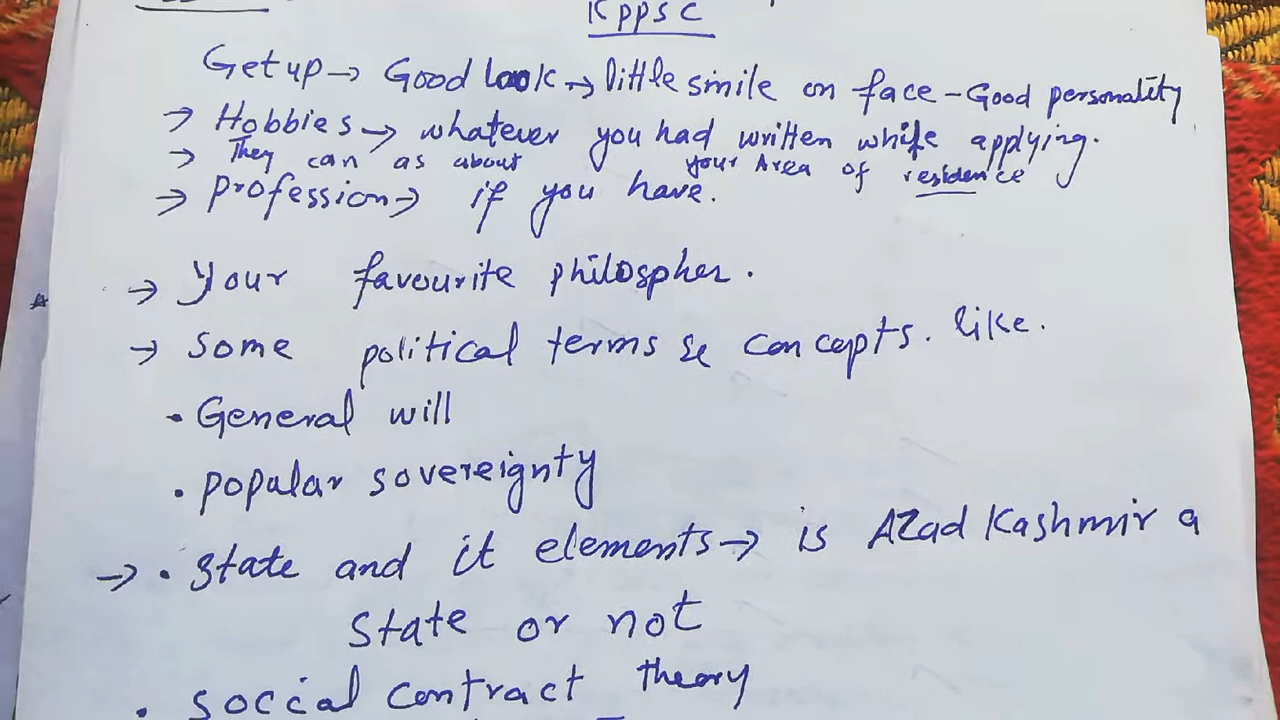 Kppsc
Getup → Good look → little smile on face - Good personality
→ Hobbies → whatever you had written while applying.
→ They can as about your Area of residence
→ profession → if you have.
→ Your favourite philospher.
→ Some political terms & concepts. like.
• General will
• popular sovereignty
→ • state and it elements → is Azad Kashmir a
state or not
• social contract theory